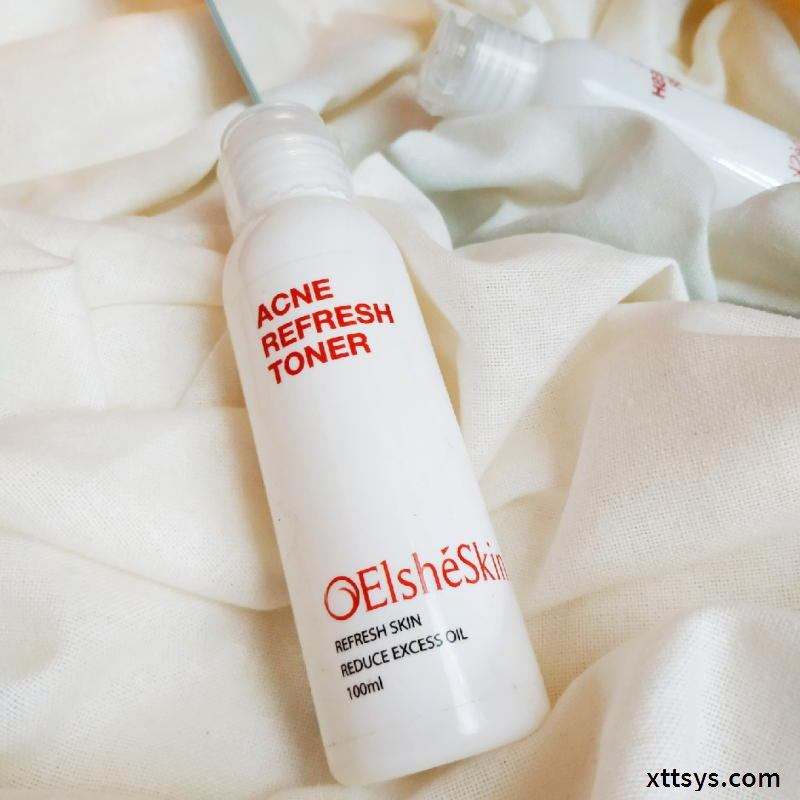 ACNE
REFRESH
TONER
ElshéSkin
REFRESH SKIN
REDUCE EXCESS OIL
100ml
xttsys.com